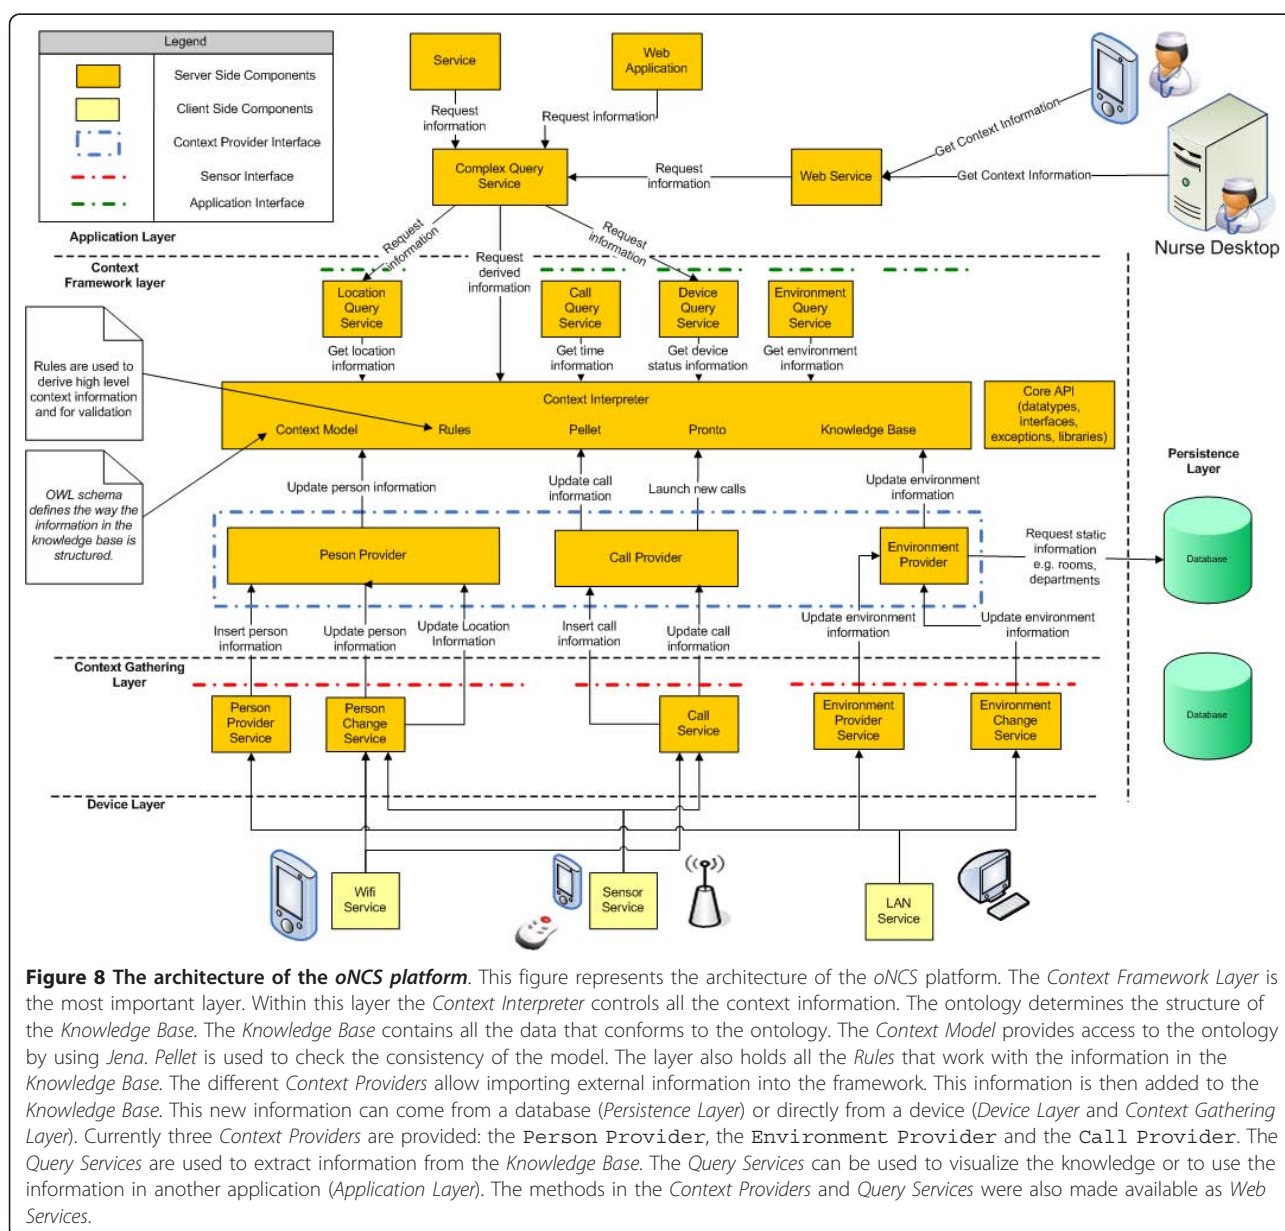 Legend
Server Side Components
Client Side Components
Context Provider Interface
Sensor Interface
Application Interface
Service
Web
Application
Request
information
Request information
Complex Query
Service
Request
information
Web Service
Get Context Information
Get Context Information
Nurse Desktop
Application Layer
Context
Framework layer
Request
information
Request
derived
information
Request
information
Location
Query
Service
Call
Query
Service
Device
Query
Service
Environment
Query
Service
Get location
information
Get time
information
Get device
status information
Get environment
information
Rules are used to
derive high level
context information
and for validation
Context Interpreter
Context Model
Rules
Pellet
Pronto
Knowledge Base
Core API
(datatypes,
interfaces,
exceptions, libraries)
OWL schema
defines the way the
information in the
knowledge base is
structured.
Update person information
Update call
information
Launch new calls
Update environment
information
Persistence
Layer
Peson Provider
Call Provider
Environment
Provider
Request static
information
e.g. rooms,
departments
Database
Insert person
information
Update person
information
Update Location
Information
Insert call
information
Update call
information
Update environment
information
Update environment
information
Context Gathering
Layer
Person
Provider
Service
Person
Change
Service
Call
Service
Environment
Provider
Service
Environment
Change
Service
Database
Device Layer
Wifi
Service
Sensor
Service
LAN
Service
Figure 8 The architecture of the oNCS platform. This figure represents the architecture of the oNCS platform. The Context Framework Layer is
the most important layer. Within this layer the Context Interpreter controls all the context information. The ontology determines the structure of
the Knowledge Base. The Knowledge Base contains all the data that conforms to the ontology. The Context Model provides access to the ontology
by using Jena. Pellet is used to check the consistency of the model. The layer also holds all the Rules that work with the information in the
Knowledge Base. The different Context Providers allow importing external information into the framework. This information is then added to the
Knowledge Base. This new information can come from a database (Persistence Layer) or directly from a device (Device Layer and Context Gathering
Layer). Currently three Context Providers are provided: the Person Provider, the Environment Provider and the Call Provider. The
Query Services are used to extract information from the Knowledge Base. The Query Services can be used to visualize the knowledge or to use the
information in another application (Application Layer). The methods in the Context Providers and Query Services were also made available as Web
Services.